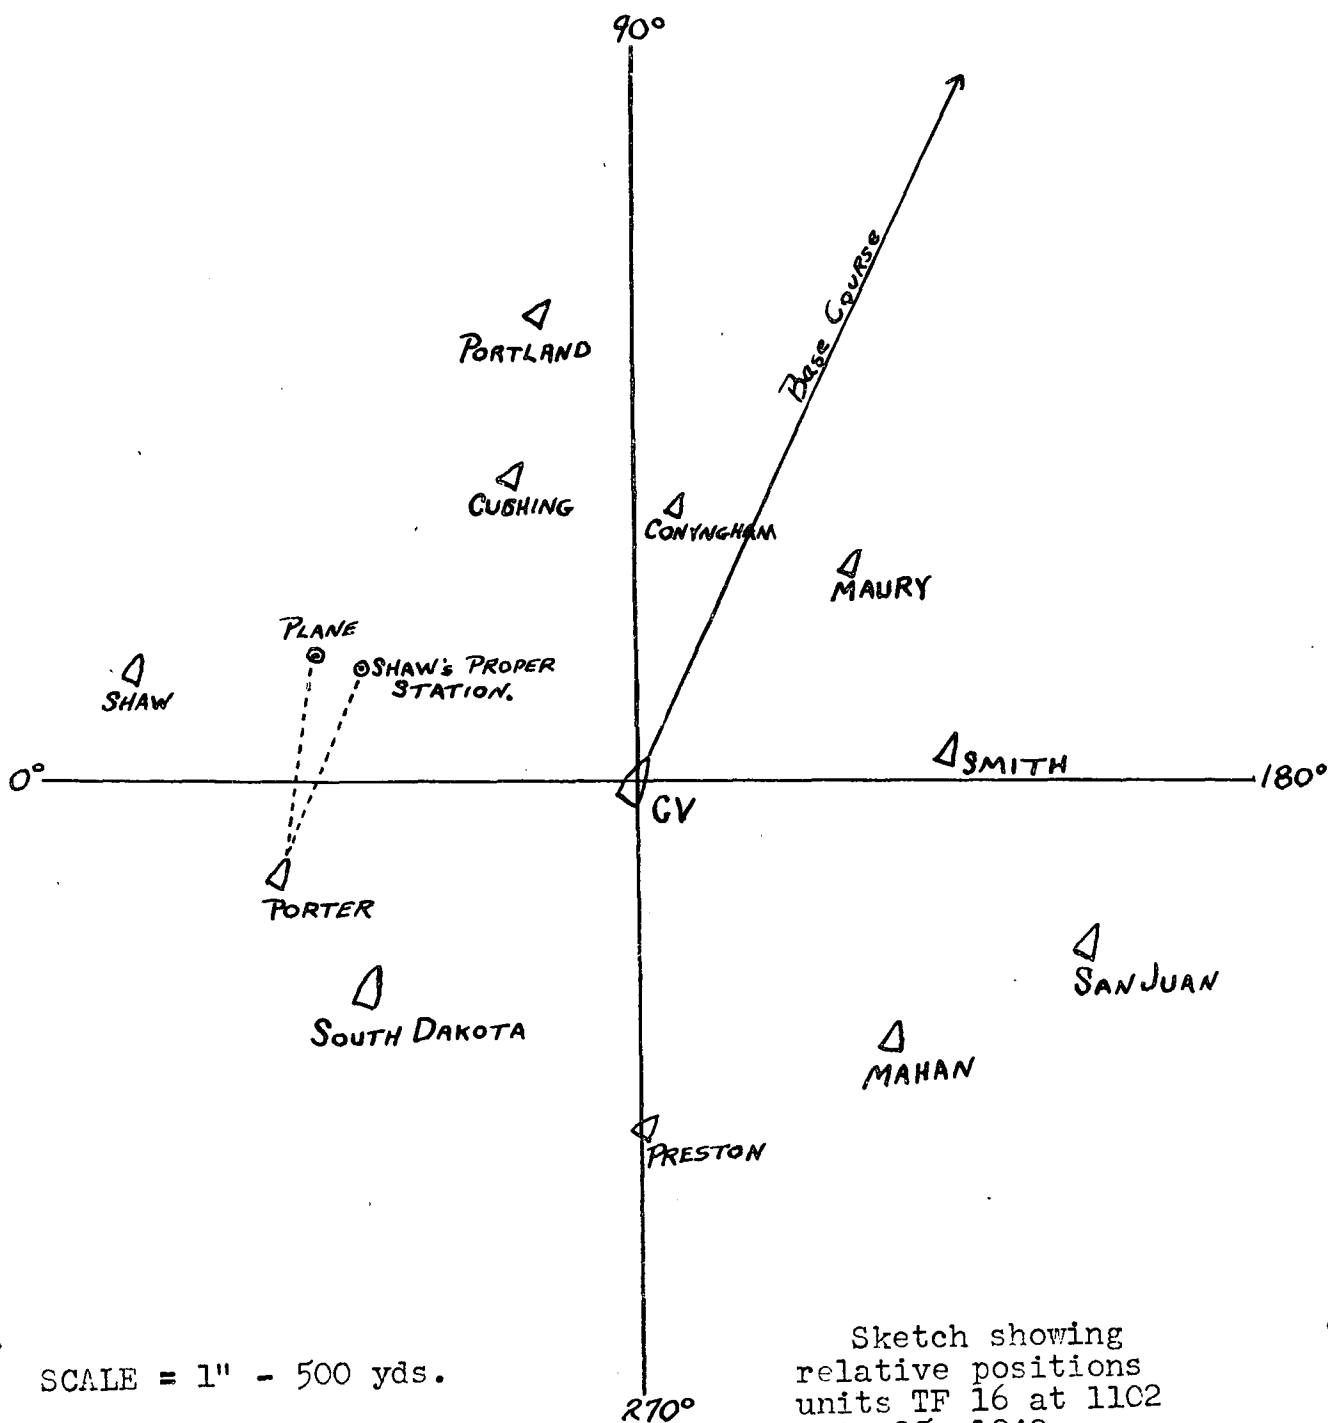 90°
Base Course
PORTLAND
CUSHING
CONYNGHAM
MAURY
PLANE
SHAW'S PROPER
STATION.
SHAW
0°
180°
SMITH
CV
PORTER
SAN JUAN
SOUTH DAKOTA
MAHAN
PRESTON
Sketch showing
relative positions
SCALE = 1" - 500 yds.
units TF 16 at 1102
270°